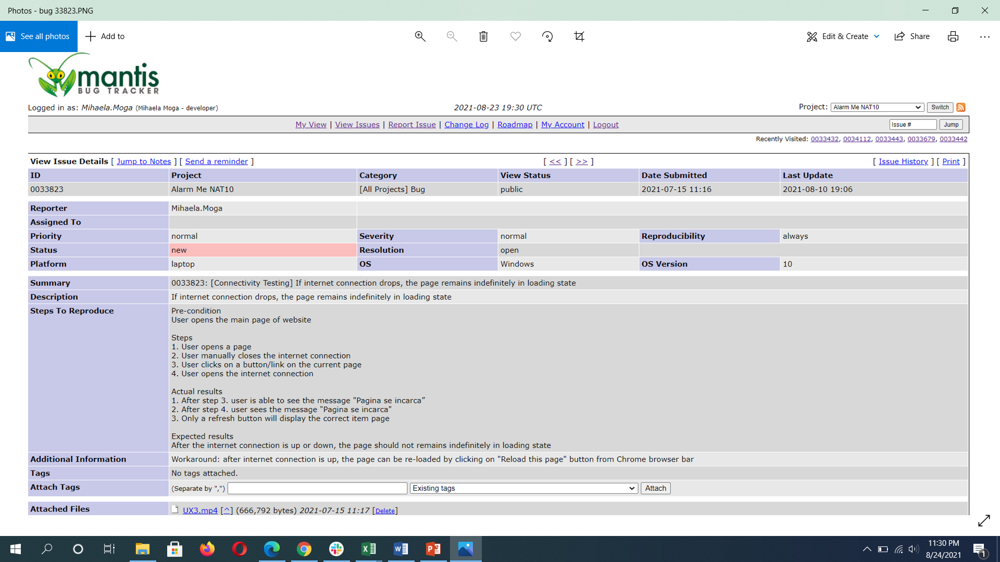 Photos - bug 33823.PNG
See all photos
Add to
Edit & Create
Share
mantis
BUG TRACKER
Logged in as: Mihaela.Moga (Mihaela Moga - developer)
2021-08-23 19:30 UTC
Project: Alarm Me NAT10 Switch
My View | View Issues | Report Issue | Change Log | Roadmap | My Account | Logout
Issue # Jump
Recently Visited: 0033432, 0034112, 0033443, 0033679, 0033442
View Issue Details [ Jump to Notes ] [ Send a reminder ] [ << ] [ >> ] [ Issue History ] [ Print ]
ID Project Category View Status Date Submitted Last Update
0033823 Alarm Me NAT10 [All Projects] Bug public 2021-07-15 11:16 2021-08-10 19:06
Reporter Mihaela.Moga
Assigned To
Priority normal Severity normal Reproducibility always
Status new Resolution open
Platform laptop OS Windows OS Version 10
Summary 0033823: [Connectivity Testing] If internet connection drops, the page remains indefinitely in loading state
Description If internet connection drops, the page remains indefinitely in loading state
Steps To Reproduce Pre-condition
User opens the main page of website
Steps
1. User opens a page
2. User manually closes the internet connection
3. User clicks on a button/link on the current page
4. User opens the internet connection
Actual results
1. After step 3. user is able to see the message "Pagina se incarca”
2. After step 4. user sees the message "Pagina se incarca"
3. Only a refresh button will display the correct item page
Expected results
After the internet connection is up or down, the page should not remains indefinitely in loading state
Additional Information Workaround: after internet connection is up, the page can be re-loaded by clicking on "Reload this page" button from Chrome browser bar
Tags No tags attached.
Attach Tags (Separate by ",") Existing tags Attach
Attached Files UX3.mp4 [^] (666,792 bytes) 2021-07-15 11:17 [Delete]
11:30 PM
8/24/2021
1